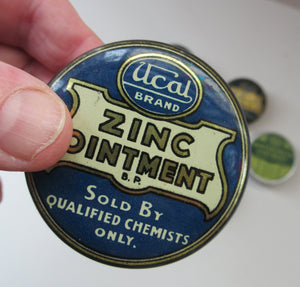 Ucal
BRAND
ZINC
OINTMENT
B.P.
SOLD BY
QUALIFIED CHEMISTS
ONLY.